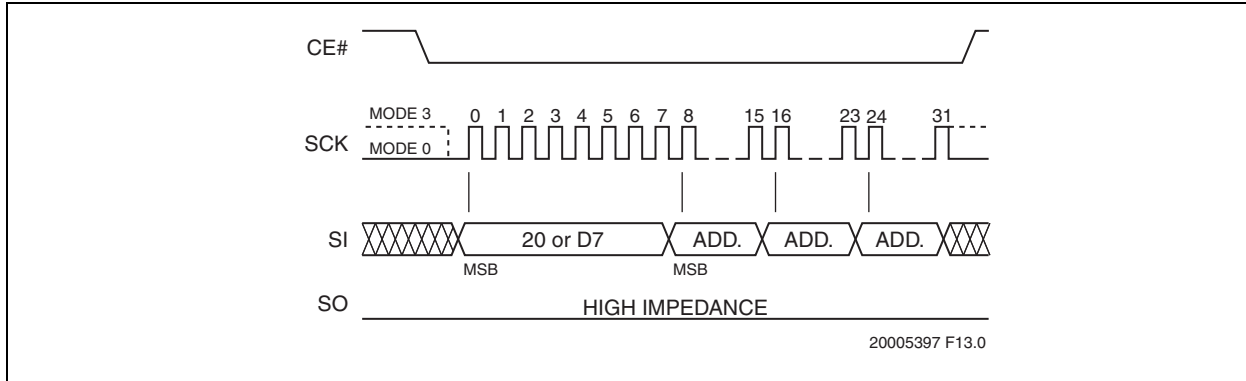 CE#
MODE 3
0 1 2 3 4 5 6 7 8 15 16 23 24 31
SCK
MODE 0
SI
20 or D7
ADD.
ADD.
ADD.
MSB
MSB
SO
HIGH IMPEDANCE
20005397 F13.0